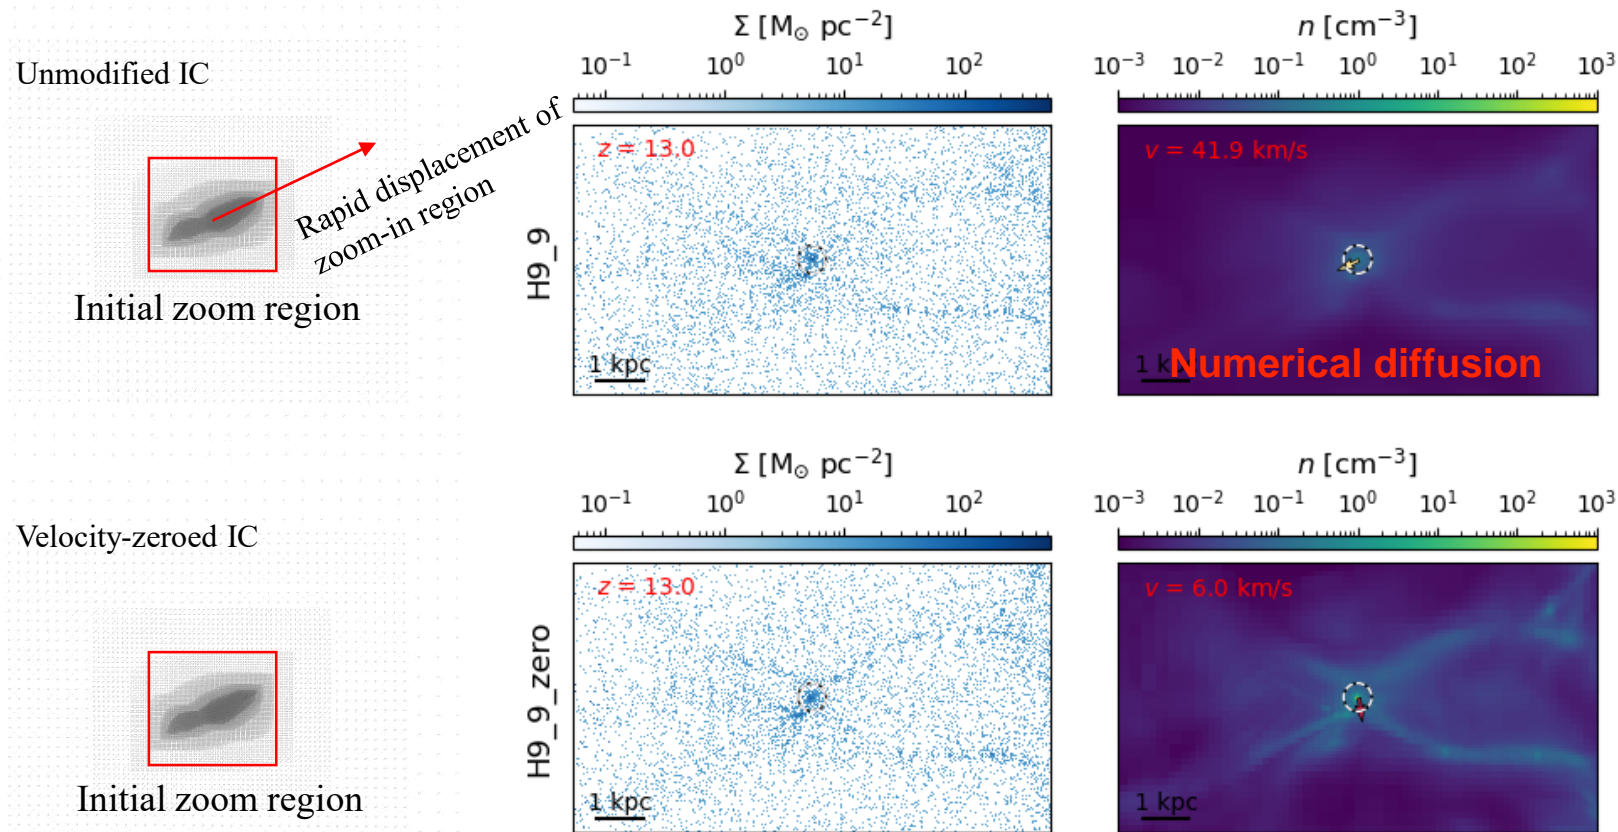 Unmodified IC
Rapid displacement of
zoom-in region
Initial zoom region
Σ [M⊙ pc⁻²]
10⁻¹ 10⁰ 10¹ 10²
H9_9
z = 13.0
1 kpc
n [cm⁻³]
10⁻³ 10⁻² 10⁻¹ 10⁰ 10¹ 10² 10³
v = 41.9 km/s
1 k
Numerical diffusion
Velocity-zeroed IC
Initial zoom region
Σ [M⊙ pc⁻²]
10⁻¹ 10⁰ 10¹ 10²
H9_9_zero
z = 13.0
1 kpc
n [cm⁻³]
10⁻³ 10⁻² 10⁻¹ 10⁰ 10¹ 10² 10³
v = 6.0 km/s
1 kpc